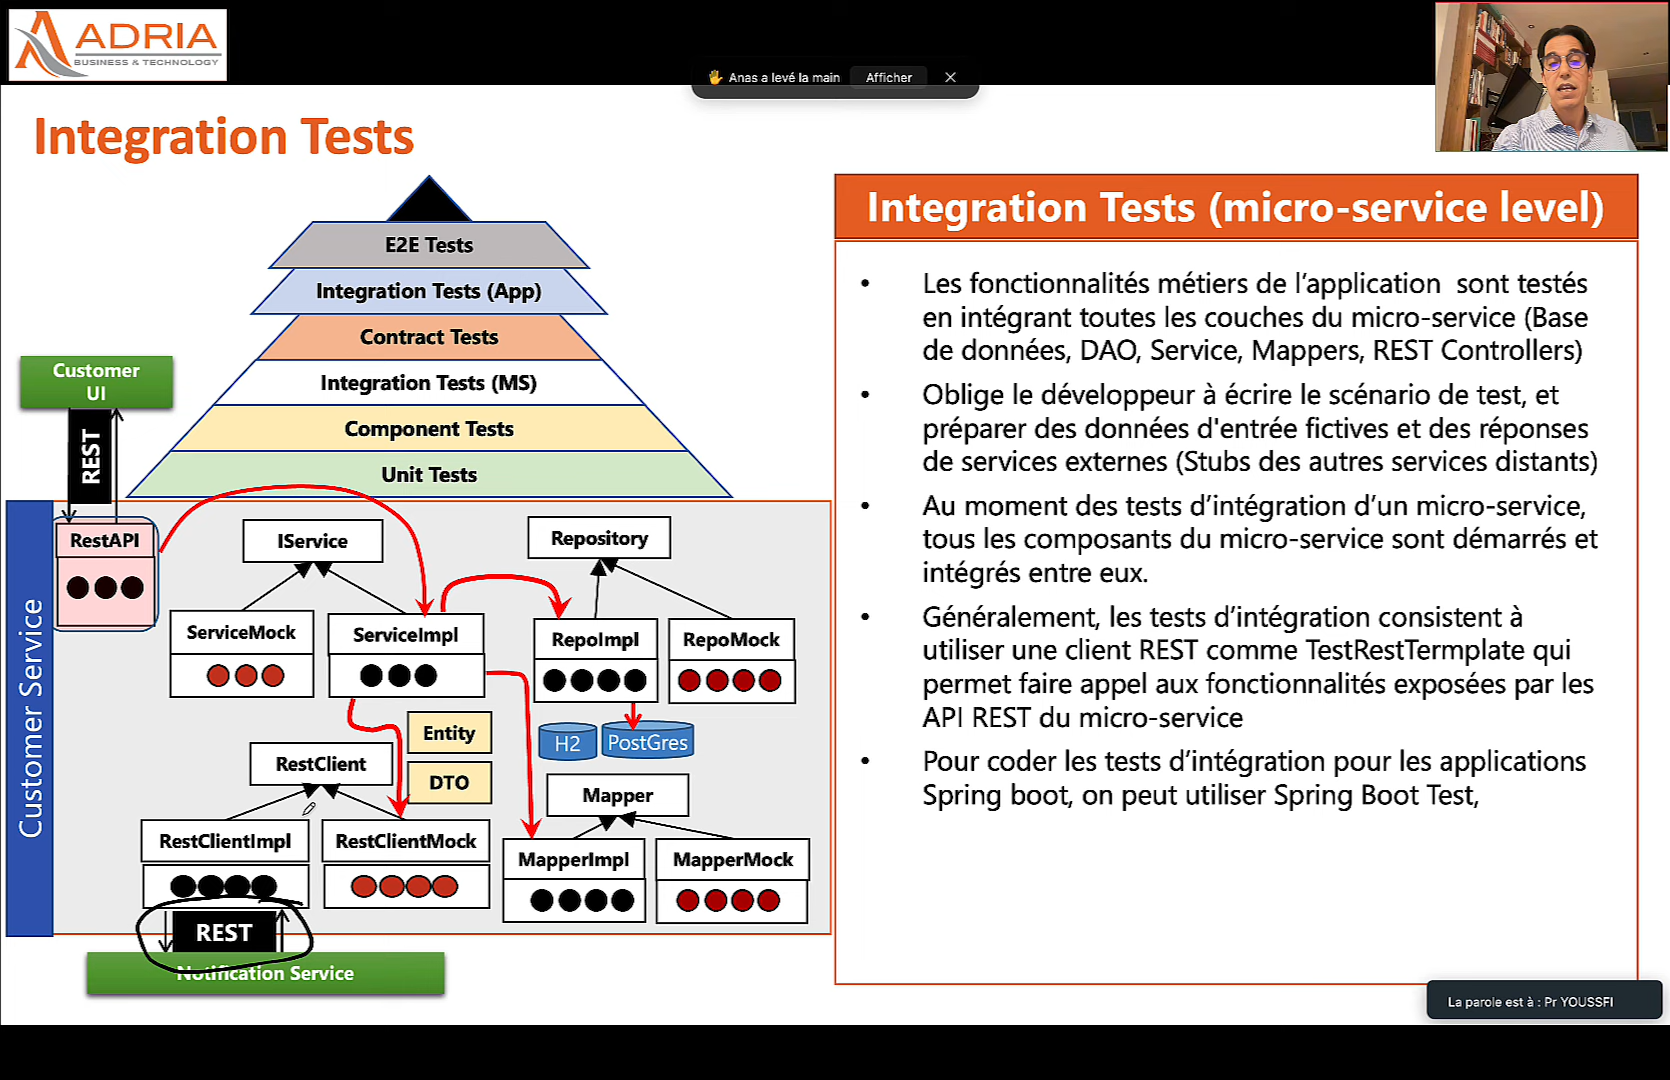 ADRIA
BUSINESS & TECHNOLOGY
Anas a levé la main
Afficher
Integration Tests
E2E Tests
Integration Tests (App)
Contract Tests
Integration Tests (MS)
Component Tests
Unit Tests
Customer
UI
REST
Customer Service
RestAPI
IService
Repository
ServiceMock
ServiceImpl
RepoImpl
RepoMock
Entity
DTO
H2
PostGres
RestClient
Mapper
RestClientImpl
RestClientMock
MapperImpl
MapperMock
REST
Notification Service
Integration Tests (micro-service level)
• Les fonctionnalités métiers de l’application sont testés
en intégrant toutes les couches du micro-service (Base
de données, DAO, Service, Mappers, REST Controllers)
• Oblige le développeur à écrire le scénario de test, et
préparer des données d'entrée fictives et des réponses
de services externes (Stubs des autres services distants)
• Au moment des tests d’intégration d’un micro-service,
tous les composants du micro-service sont démarrés et
intégrés entre eux.
• Généralement, les tests d’intégration consistent à
utiliser une client REST comme TestRestTermplate qui
permet faire appel aux fonctionnalités exposées par les
API REST du micro-service
• Pour coder les tests d’intégration pour les applications
Spring boot, on peut utiliser Spring Boot Test,
La parole est à : Pr YOUSSFI